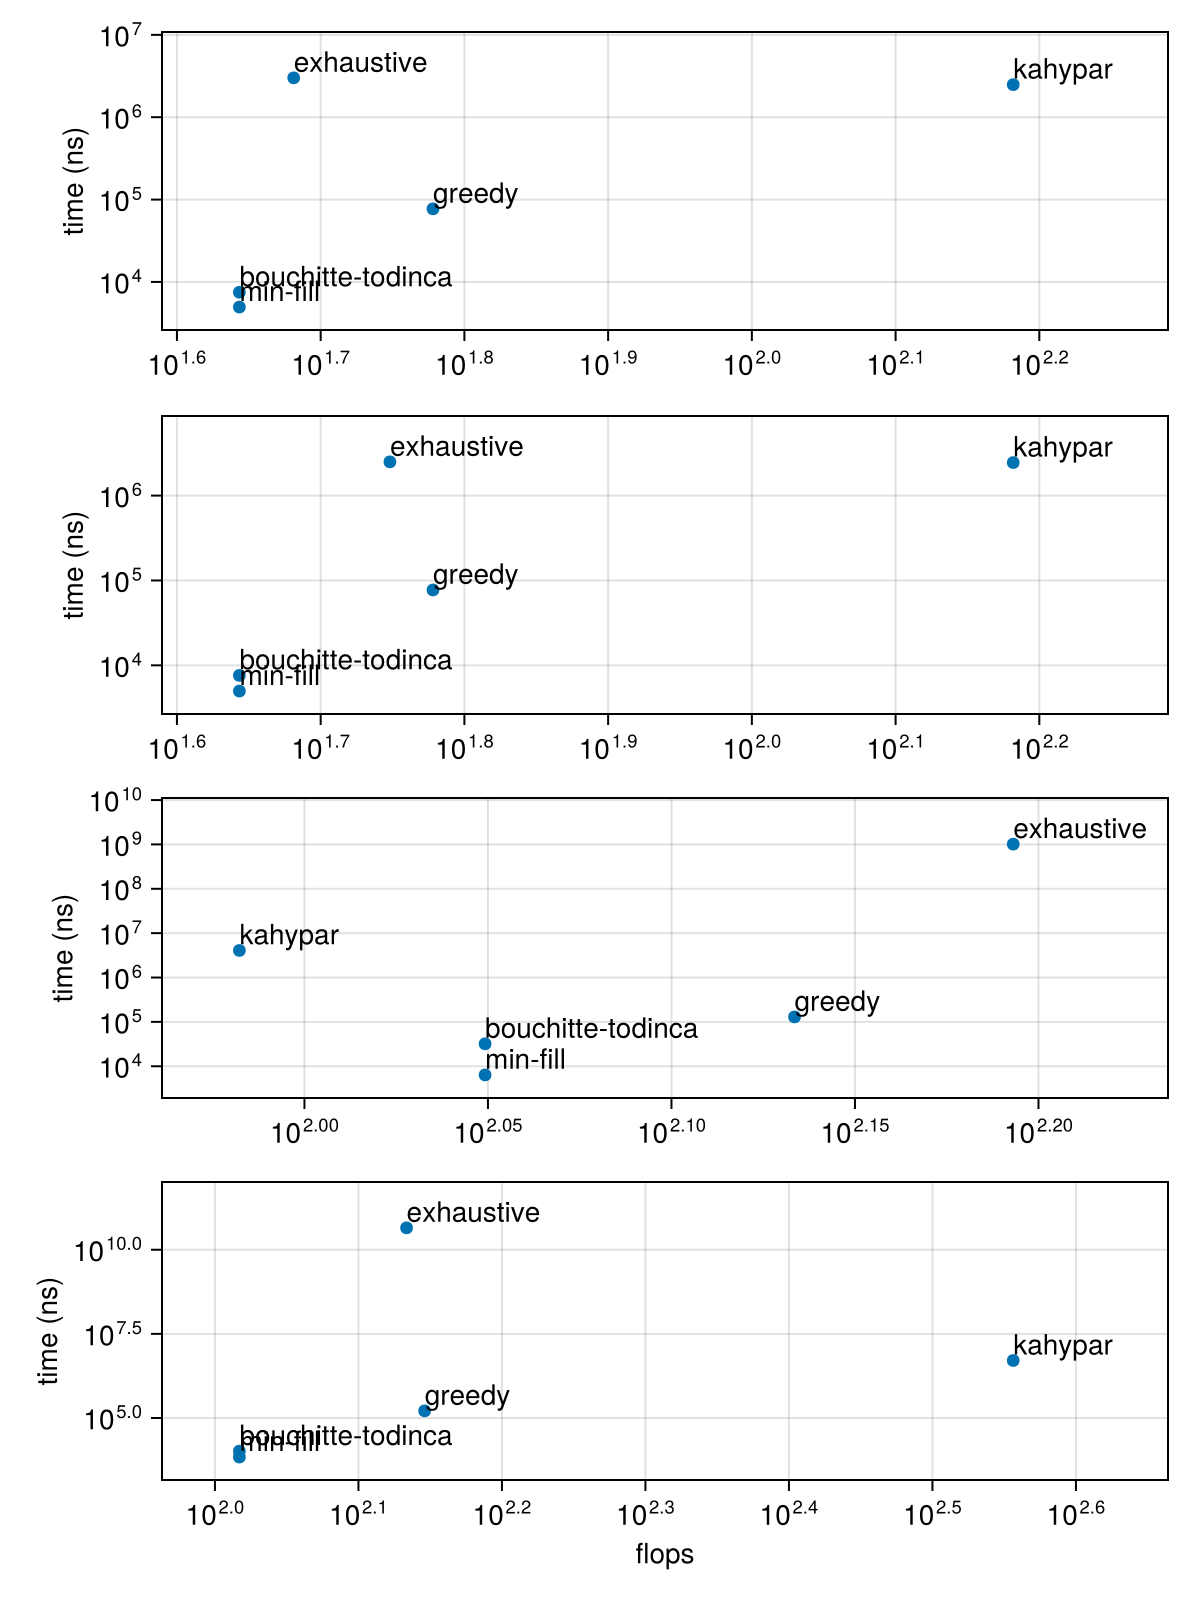 10^7
exhaustive
kahypar
10^6
time (ns)
greedy
10^5
bouchitte-todinca
10^4
min-fill
10^1.6 10^1.7 10^1.8 10^1.9 10^2.0 10^2.1 10^2.2
exhaustive
kahypar
10^6
time (ns)
greedy
10^5
bouchitte-todinca
10^4
min-fill
10^1.6 10^1.7 10^1.8 10^1.9 10^2.0 10^2.1 10^2.2
10^10
exhaustive
10^9
10^8
kahypar
10^7
time (ns)
10^6
greedy
10^5
bouchitte-todinca
min-fill
10^4
10^2.00 10^2.05 10^2.10 10^2.15 10^2.20
exhaustive
10^10.0
time (ns)
10^7.5
kahypar
greedy
10^5.0
bouchitte-todinca
min-fill
10^2.0 10^2.1 10^2.2 10^2.3 10^2.4 10^2.5 10^2.6
flops